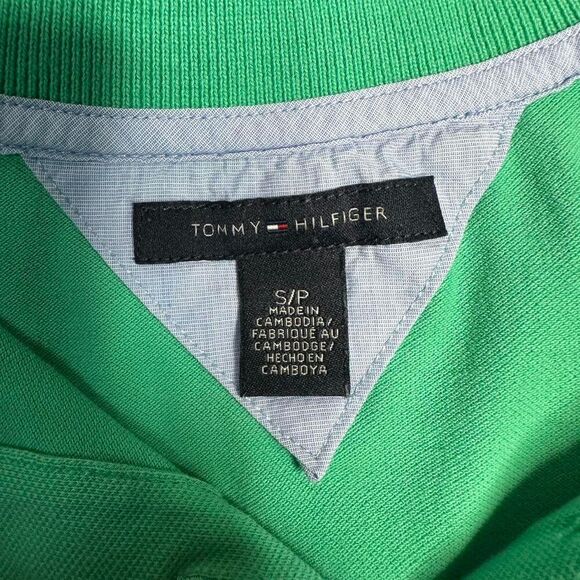 TOMMY HILFIGER
S/P
MADE IN
CAMBODIA/
FABRIQUÉ AU
CAMBODGE/
HECHO EN
CAMBOYA